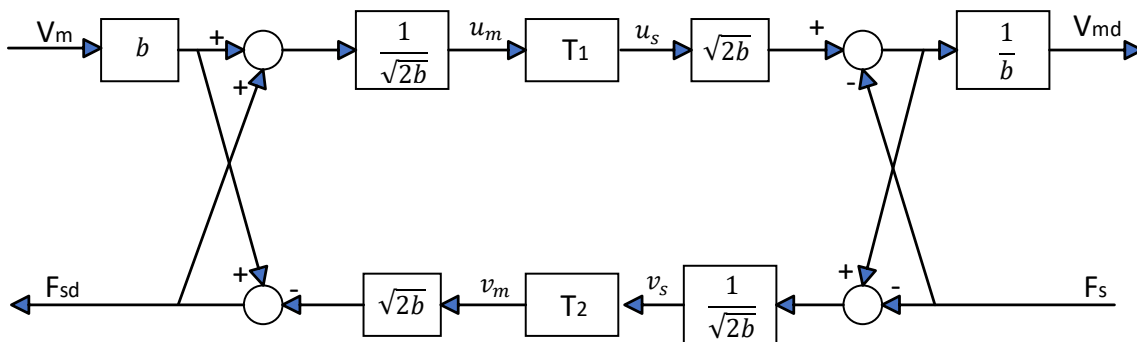 Vm b + + 1/√2b um T1 us √2b + - 1/b Vmd
Fsd + - √2b vm T2 vs 1/√2b + - Fs